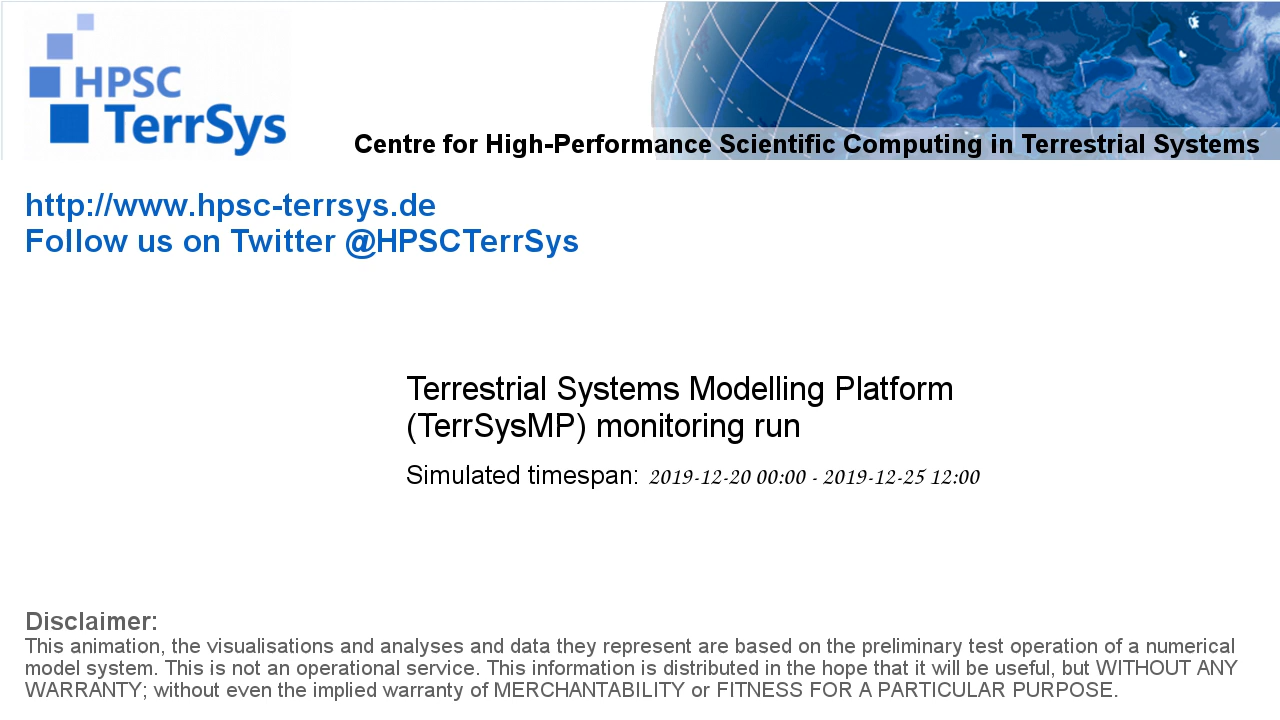 HPSC
TerrSys
Centre for High-Performance Scientific Computing in Terrestrial Systems
http://www.hpsc-terrsys.de
Follow us on Twitter @HPSCTerrSys
Terrestrial Systems Modelling Platform
(TerrSysMP) monitoring run
Simulated timespan: 2019-12-20 00:00 - 2019-12-25 12:00
Disclaimer:
This animation, the visualisations and analyses and data they represent are based on the preliminary test operation of a numerical
model system. This is not an operational service. This information is distributed in the hope that it will be useful, but WITHOUT ANY
WARRANTY; without even the implied warranty of MERCHANTABILITY or FITNESS FOR A PARTICULAR PURPOSE.